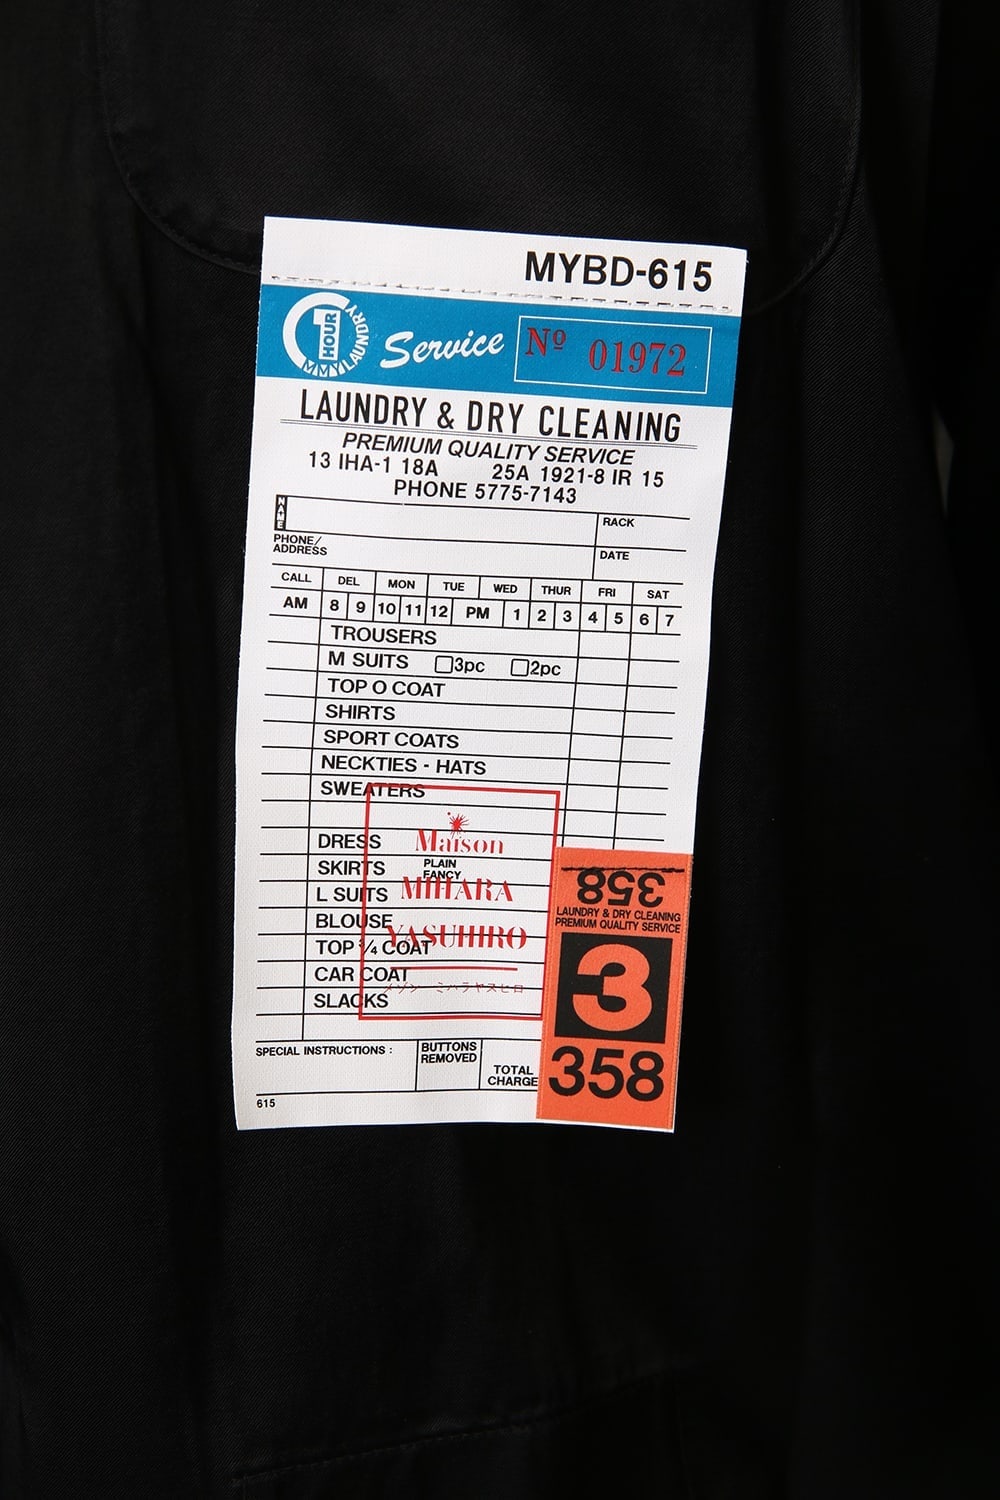 MYBD-615
1 HOUR
MMY LAUNDRY
Service
Nº 01972
LAUNDRY & DRY CLEANING
PREMIUM QUALITY SERVICE
13 IHA-1 18A 25A 1921-8 IR 15
PHONE 5775-7143
NAME
RACK
PHONE/
ADDRESS
DATE
CALL DEL MON TUE WED THUR FRI SAT
AM 8 9 10 11 12 PM 1 2 3 4 5 6 7
TROUSERS
M SUITS 3pc 2pc
TOP O COAT
SHIRTS
SPORT COATS
NECKTIES - HATS
SWEATERS
DRESS
SKIRTS PLAIN
FANCY
L SUITS
BLOUSE
TOP ¾ COAT
CAR COAT
SLACKS
Maison
MIHARA
YASUHIRO
メゾン ミハラヤスヒロ
SPECIAL INSTRUCTIONS :
BUTTONS
REMOVED
TOTAL
CHARGE
615
358
LAUNDRY & DRY CLEANING
PREMIUM QUALITY SERVICE
3
358